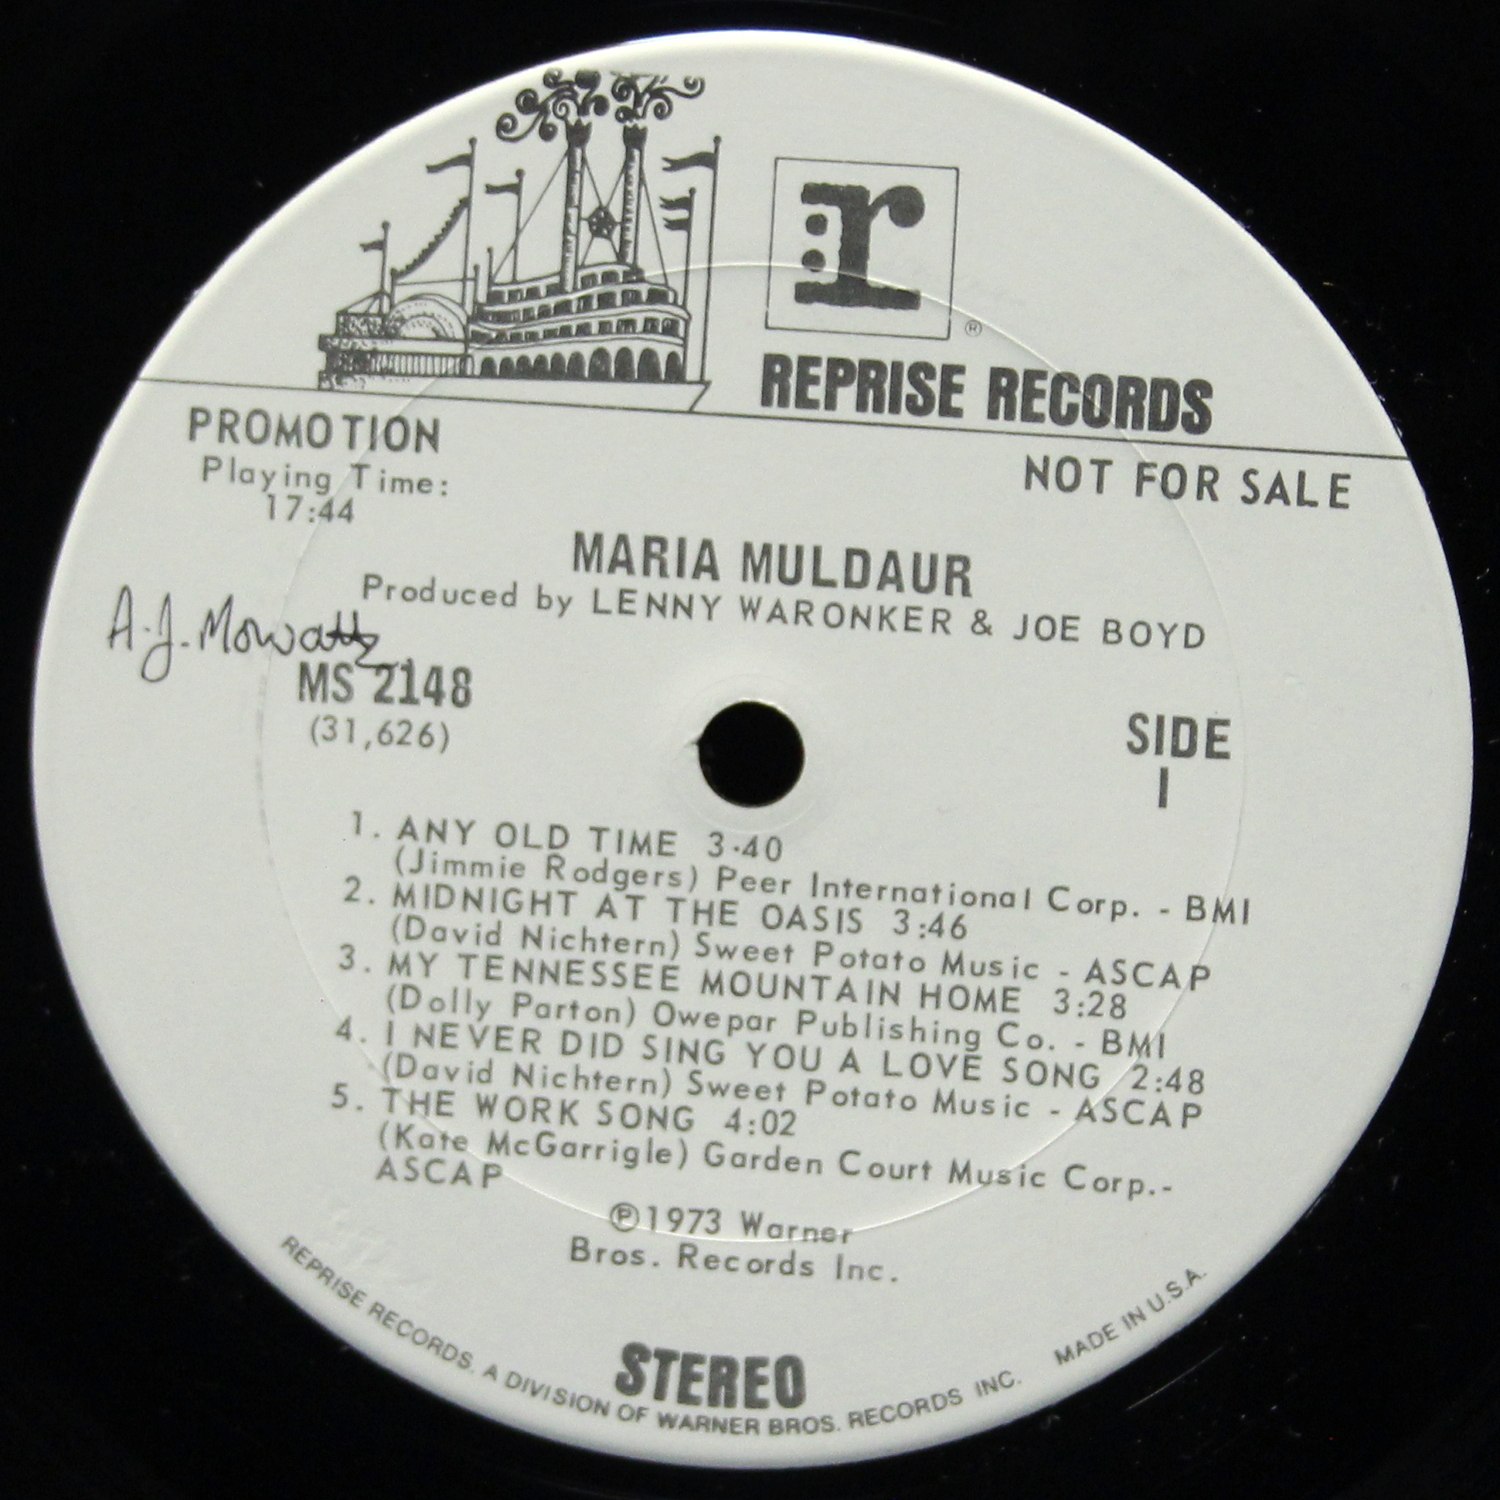 r
®
REPRISE RECORDS
PROMOTION
NOT FOR SALE
Playing Time:
17:44
MARIA MULDAUR
Produced by LENNY WARONKER & JOE BOYD
A.J. Mowatt
MS 2148
(31,626)
SIDE
I
1. ANY OLD TIME 3:40
(Jimmie Rodgers) Peer International Corp. - BMI
2. MIDNIGHT AT THE OASIS 3:46
(David Nichtern) Sweet Potato Music - ASCAP
3. MY TENNESSEE MOUNTAIN HOME 3:28
(Dolly Parton) Owepar Publishing Co. - BMI
4. I NEVER DID SING YOU A LOVE SONG 2:48
(David Nichtern) Sweet Potato Music - ASCAP
5. THE WORK SONG 4:02
(Kate McGarrigle) Garden Court Music Corp.-
ASCAP
℗1973 Warner
Bros. Records Inc.
STEREO
REPRISE RECORDS. A DIVISION OF WARNER BROS. RECORDS INC. MADE IN U.S.A.